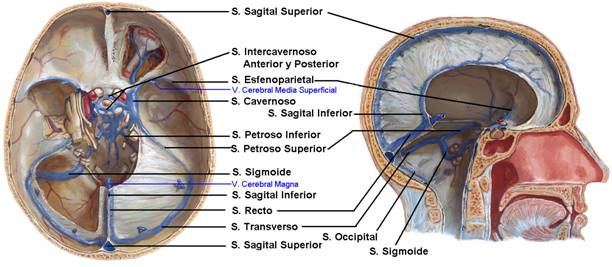 S. Sagital Superior
S. Intercavernoso
Anterior y Posterior
S. Esfenoparietal
V. Cerebral Media Superficial
S. Cavernoso
S. Sagital Inferior
S. Petroso Inferior
S. Petroso Superior
S. Sigmoide
V. Cerebral Magna
S. Sagital Inferior
S. Recto
S. Transverso
S. Occipital
S. Sagital Superior
S. Sigmoide